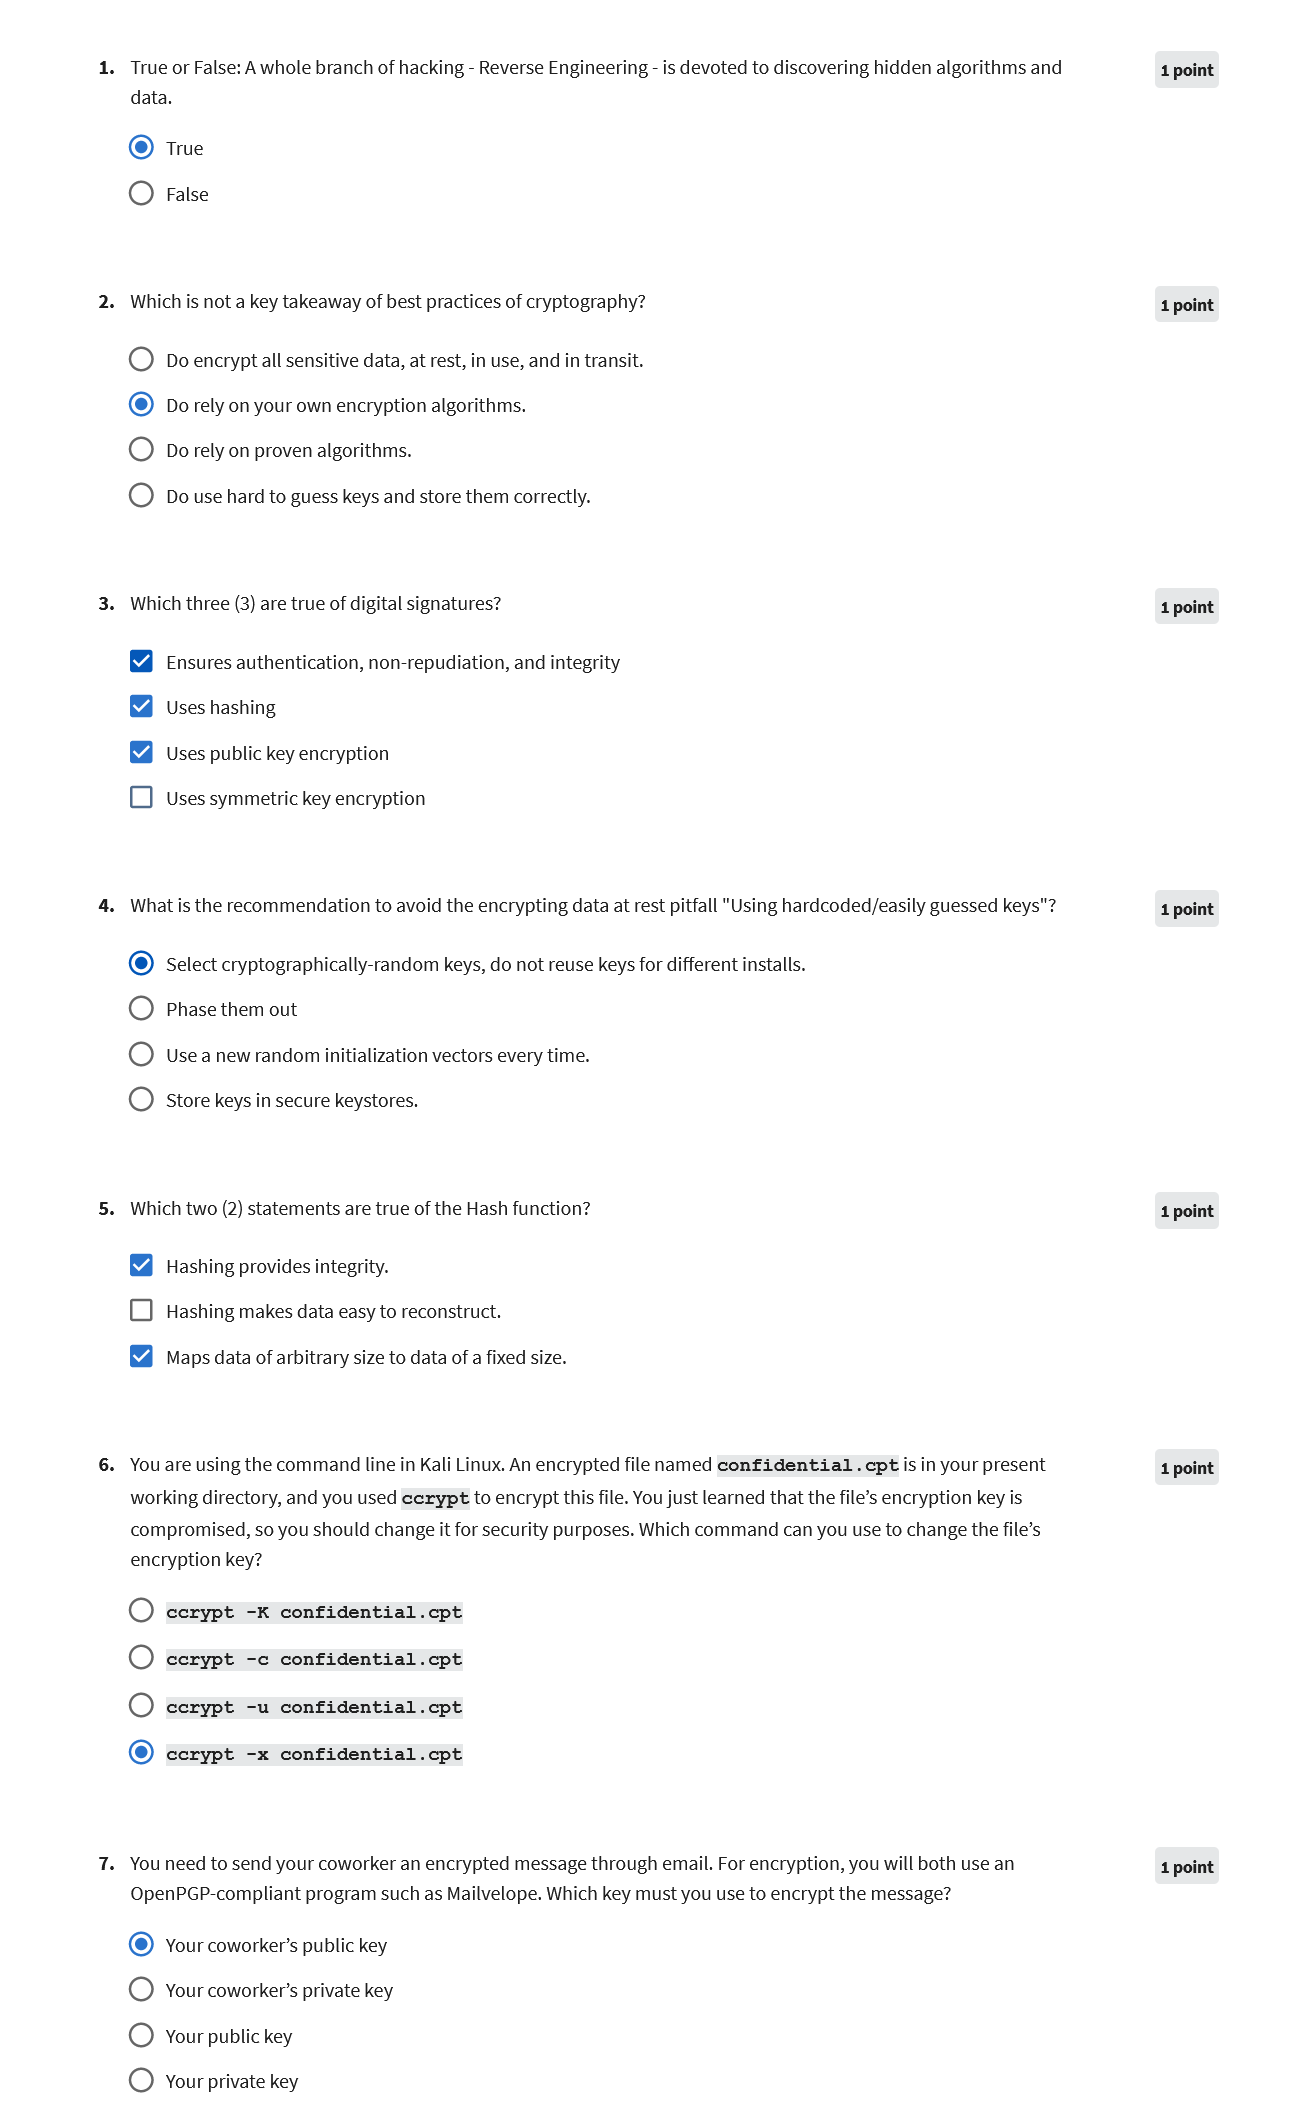 1. True or False: A whole branch of hacking - Reverse Engineering - is devoted to discovering hidden algorithms and
data.
1 point
True
False
2. Which is not a key takeaway of best practices of cryptography?
1 point
Do encrypt all sensitive data, at rest, in use, and in transit.
Do rely on your own encryption algorithms.
Do rely on proven algorithms.
Do use hard to guess keys and store them correctly.
3. Which three (3) are true of digital signatures?
1 point
Ensures authentication, non-repudiation, and integrity
Uses hashing
Uses public key encryption
Uses symmetric key encryption
4. What is the recommendation to avoid the encrypting data at rest pitfall "Using hardcoded/easily guessed keys"?
1 point
Select cryptographically-random keys, do not reuse keys for different installs.
Phase them out
Use a new random initialization vectors every time.
Store keys in secure keystores.
5. Which two (2) statements are true of the Hash function?
1 point
Hashing provides integrity.
Hashing makes data easy to reconstruct.
Maps data of arbitrary size to data of a fixed size.
6. You are using the command line in Kali Linux. An encrypted file named confidential.cpt is in your present
1 point
working directory, and you used ccrypt to encrypt this file. You just learned that the file’s encryption key is
compromised, so you should change it for security purposes. Which command can you use to change the file’s
encryption key?
ccrypt -K confidential.cpt
ccrypt -c confidential.cpt
ccrypt -u confidential.cpt
ccrypt -x confidential.cpt
7. You need to send your coworker an encrypted message through email. For encryption, you will both use an
1 point
OpenPGP-compliant program such as Mailvelope. Which key must you use to encrypt the message?
Your coworker’s public key
Your coworker’s private key
Your public key
Your private key